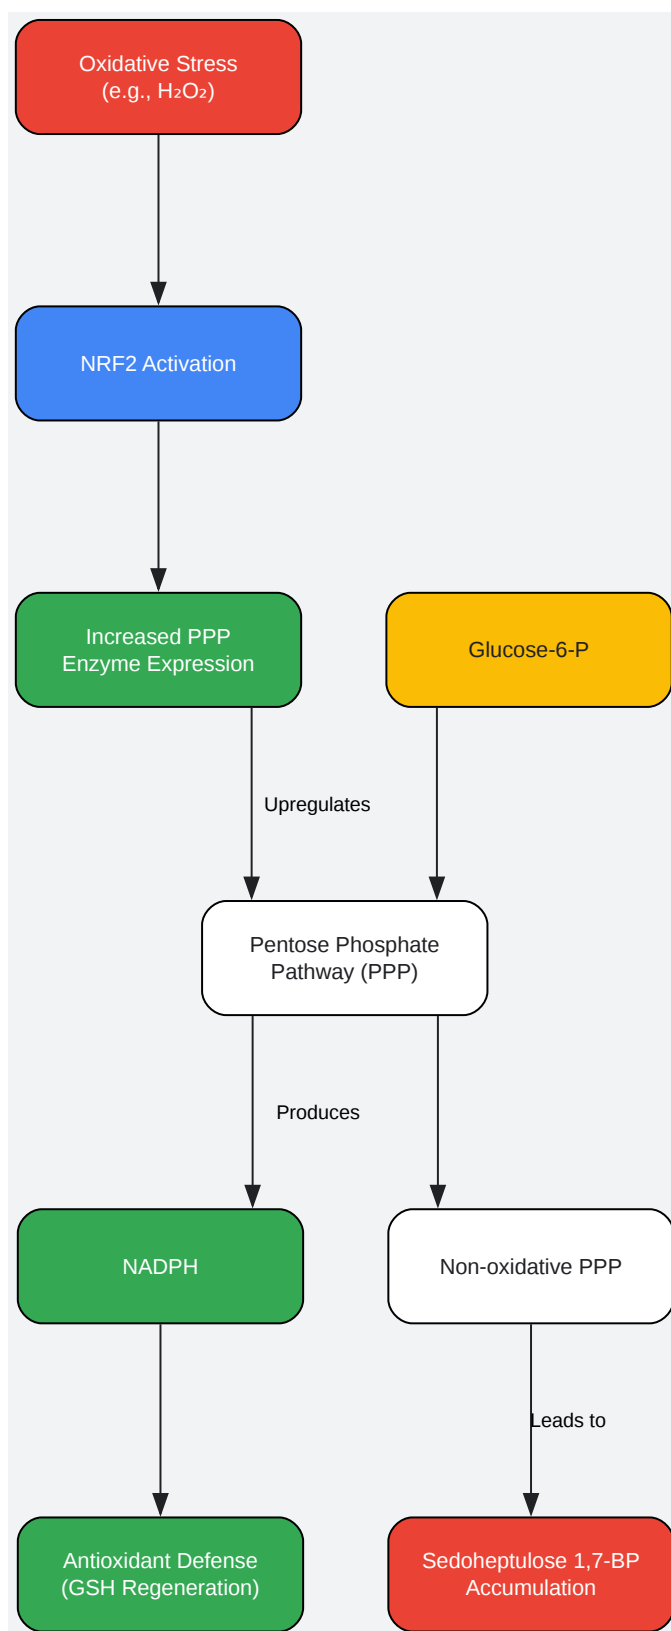 Oxidative Stress
(e.g., H₂O₂)
NRF2 Activation
Increased PPP
Enzyme Expression
Glucose-6-P
Upregulates
Pentose Phosphate
Pathway (PPP)
Produces
NADPH
Non-oxidative PPP
Leads to
Antioxidant Defense
(GSH Regeneration)
Sedoheptulose 1,7-BP
Accumulation